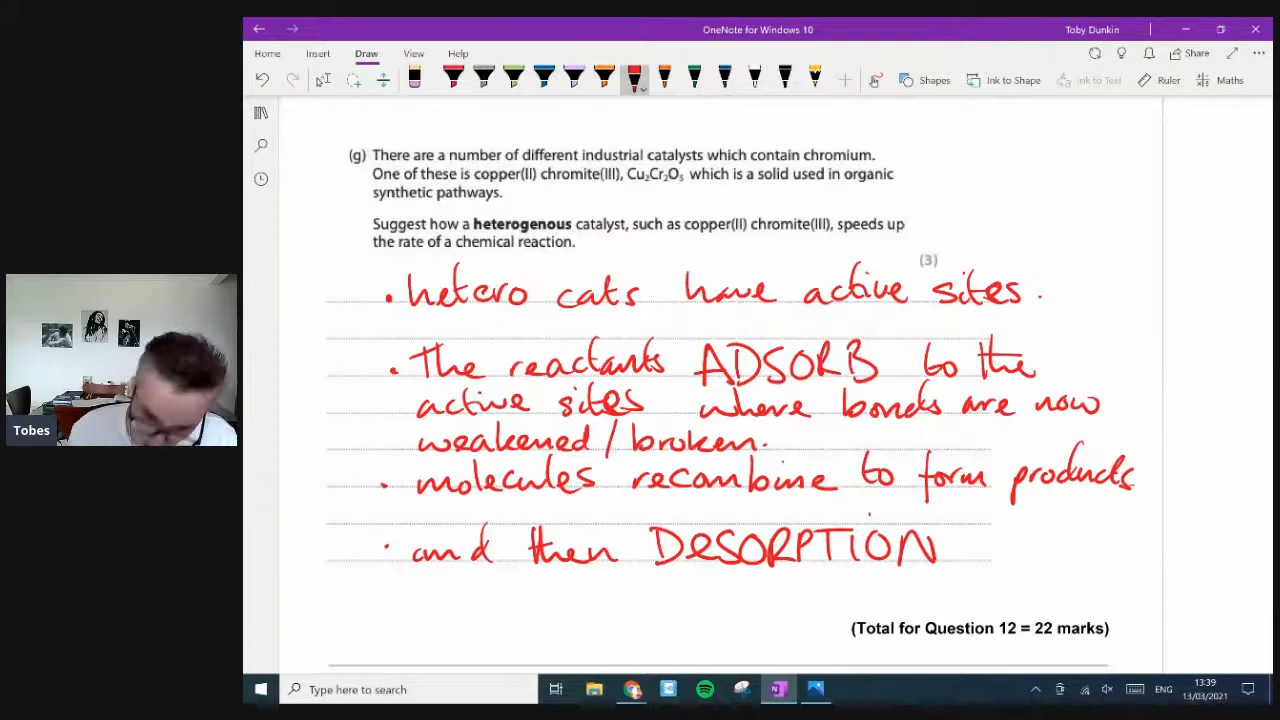 OneNote for Windows 10
Toby Dunkin
Home Insert Draw View Help
Share
Shapes Ink to Shape Ink to Text Ruler Maths
(g) There are a number of different industrial catalysts which contain chromium.
One of these is copper(II) chromite(III), Cu₂Cr₂O₅ which is a solid used in organic
synthetic pathways.
Suggest how a heterogenous catalyst, such as copper(II) chromite(III), speeds up
the rate of a chemical reaction.
(3)
• hetero cats have active sites.
• The reactants ADSORB to the
active sites where bonds are now
weakened/broken.
• molecules recombine to form products
• and then DeSORPTiON
(Total for Question 12 = 22 marks)
Tobes
Type here to search
ENG
13:39
13/03/2021